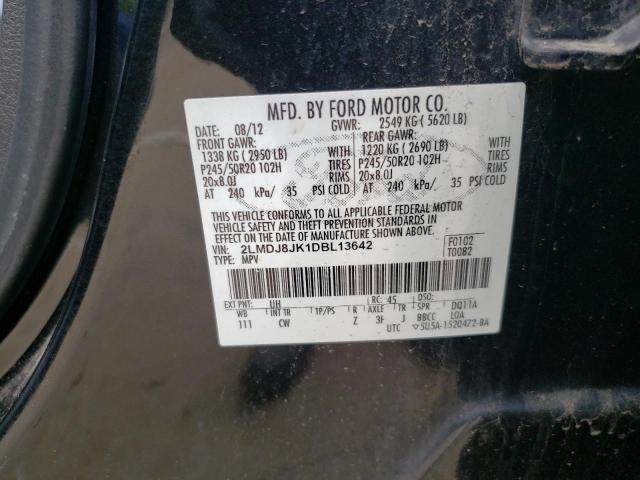 MFD. BY FORD MOTOR CO.
DATE: 08/12 GVWR: 2549 KG ( 5620 LB)
FRONT GAWR: REAR GAWR:
1338 KG ( 2950 LB) WITH 1220 KG ( 2690 LB) WITH
P245/50R20 102H TIRES P245/50R20 102H TIRES
20x8.0J RIMS 20x8.0J RIMS
AT 240 kPa/ 35 PSI COLD AT 240 kPa/ 35 PSI COLD
THIS VEHICLE CONFORMS TO ALL APPLICABLE FEDERAL MOTOR
VEHICLE SAFETY AND THEFT PREVENTION STANDARDS IN
EFFECT ON THE DATE OF MANUFACTURE SHOWN ABOVE.
VIN: 2LMDJ8JK1DBL13642 F0102
TYPE: MPV T0082
EXT PNT: UH RC: 45 DSO:
WB INT TR TP/PS R AXLE TR SPR DQ11A
111 CW Z 3F J BBCC LOA
UTC ▽5U5A-1520472-BA